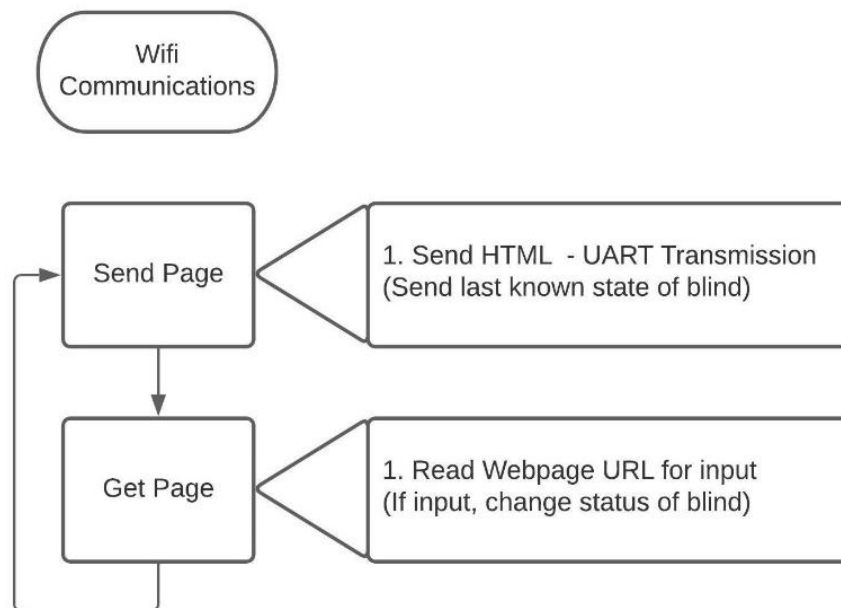 Wifi
Communications
Send Page
1. Send HTML - UART Transmission
(Send last known state of blind)
Get Page
1. Read Webpage URL for input
(If input, change status of blind)